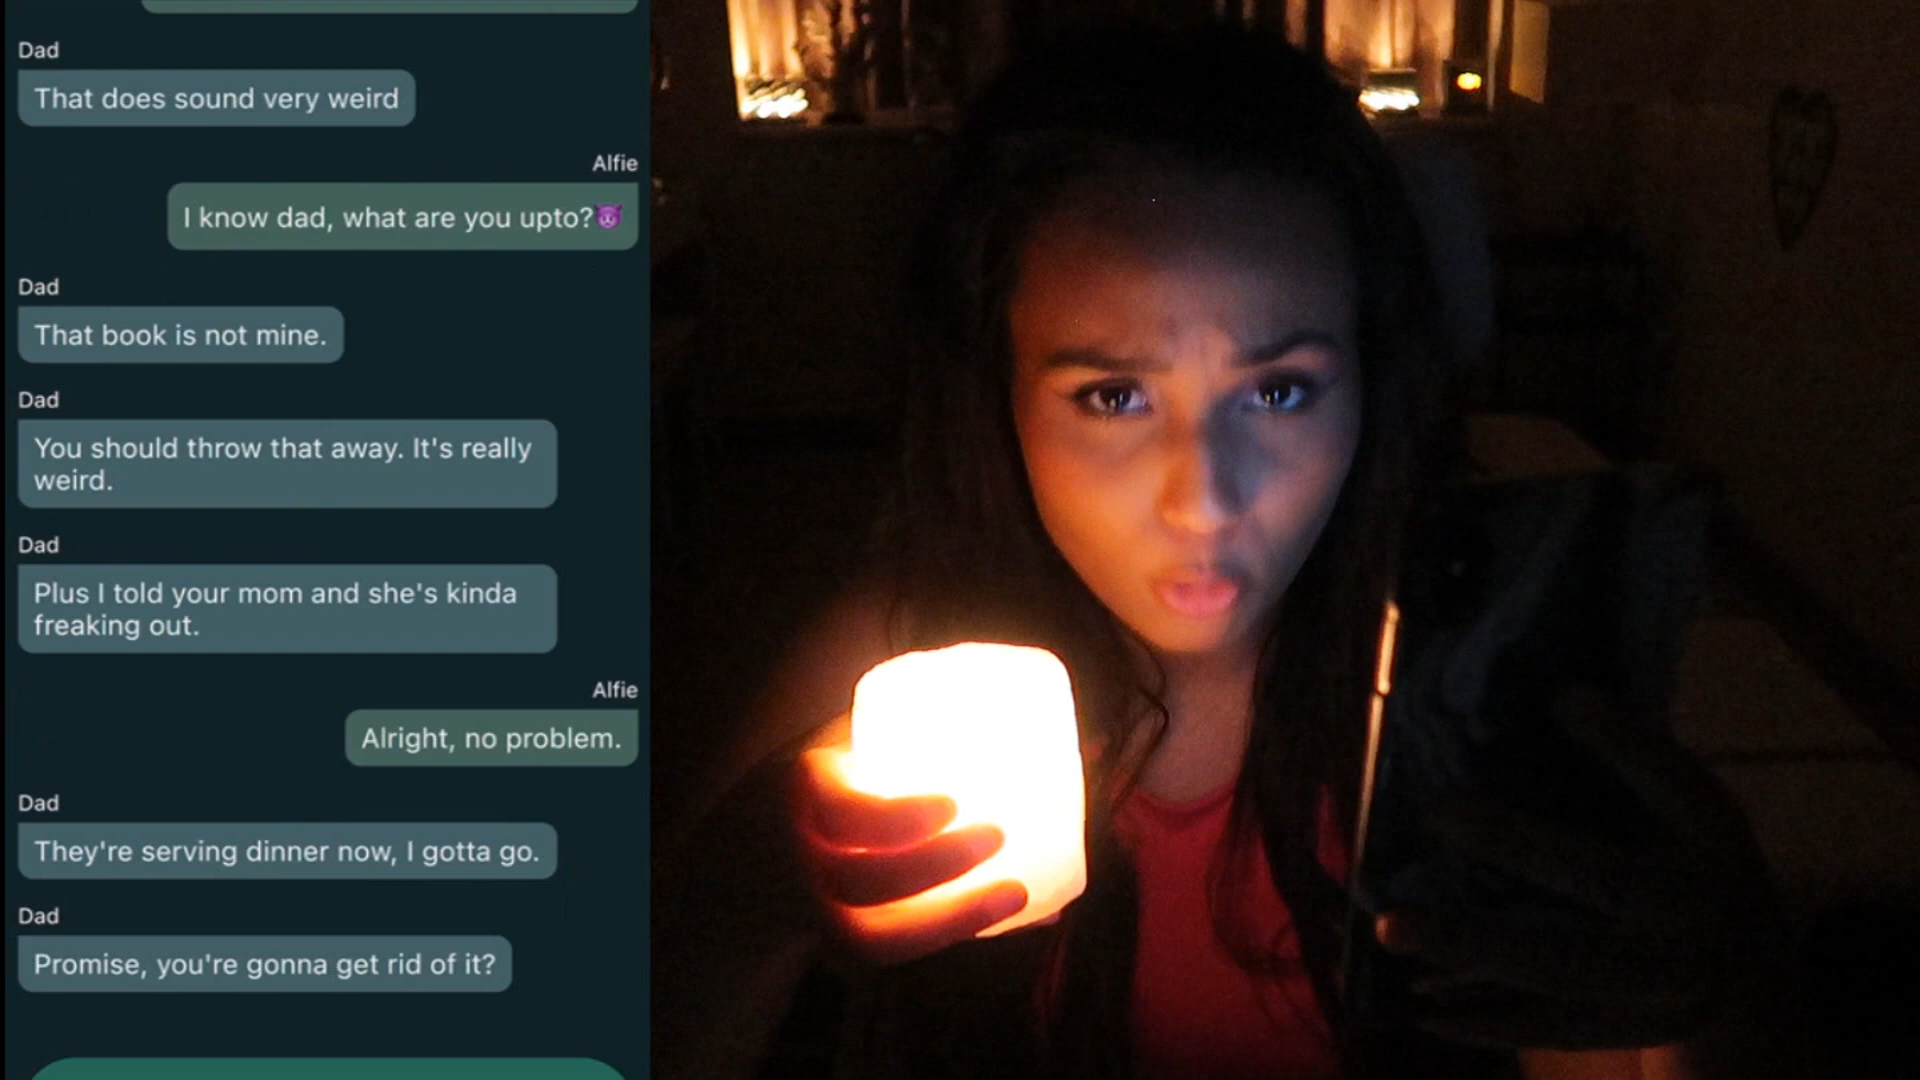 Dad
That does sound very weird
Alfie
I know dad, what are you upto?😈
Dad
That book is not mine.
Dad
You should throw that away. It's really
weird.
Dad
Plus I told your mom and she's kinda
freaking out.
Alfie
Alright, no problem.
Dad
They're serving dinner now, I gotta go.
Dad
Promise, you're gonna get rid of it?